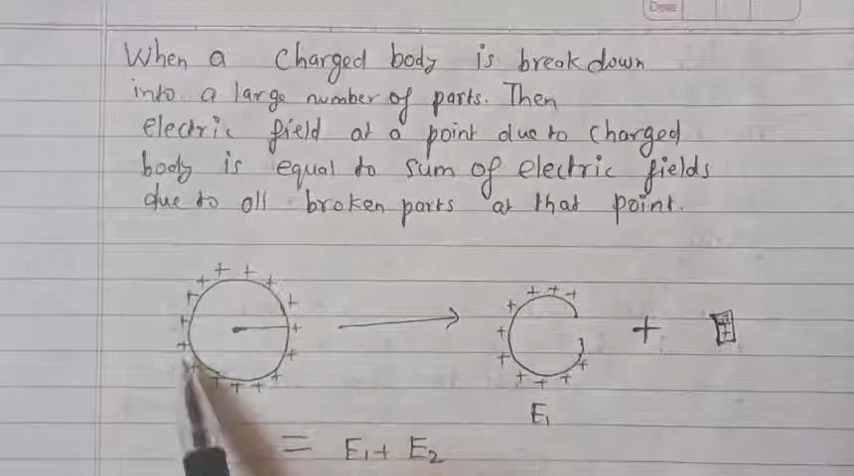 When a charged body is break down
into a large number of parts. Then
electric field at a point due to charged
body is equal to sum of electric fields
due to all broken parts at that point.
+
E₁
= E₁ + E₂